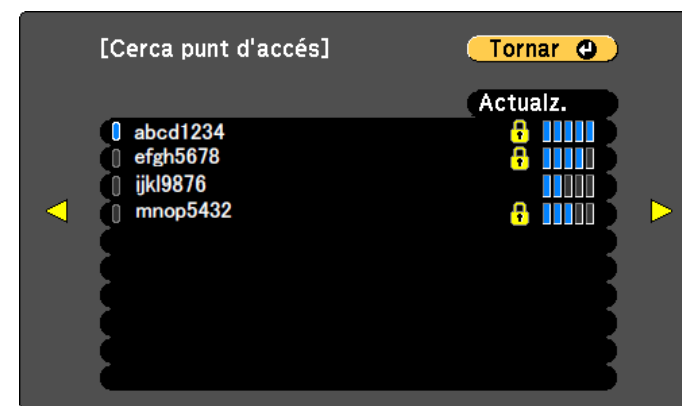 [Cerca punt d'accés]
Tornar
Actualz.
abcd1234
efgh5678
ijkl9876
mnop5432